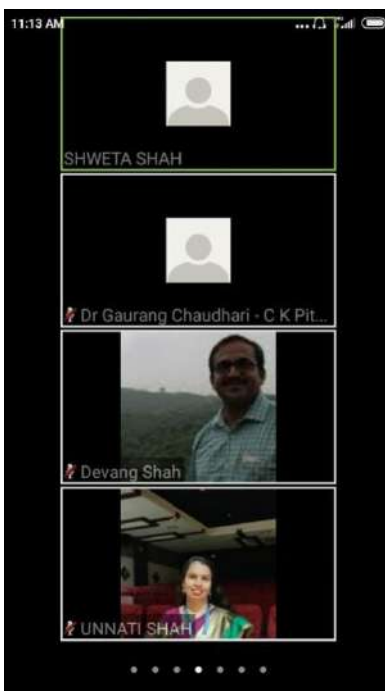 11:13 AM
SHWETA SHAH
Dr Gaurang Chaudhari - C K Pit...
Devang Shah
UNNATI SHAH